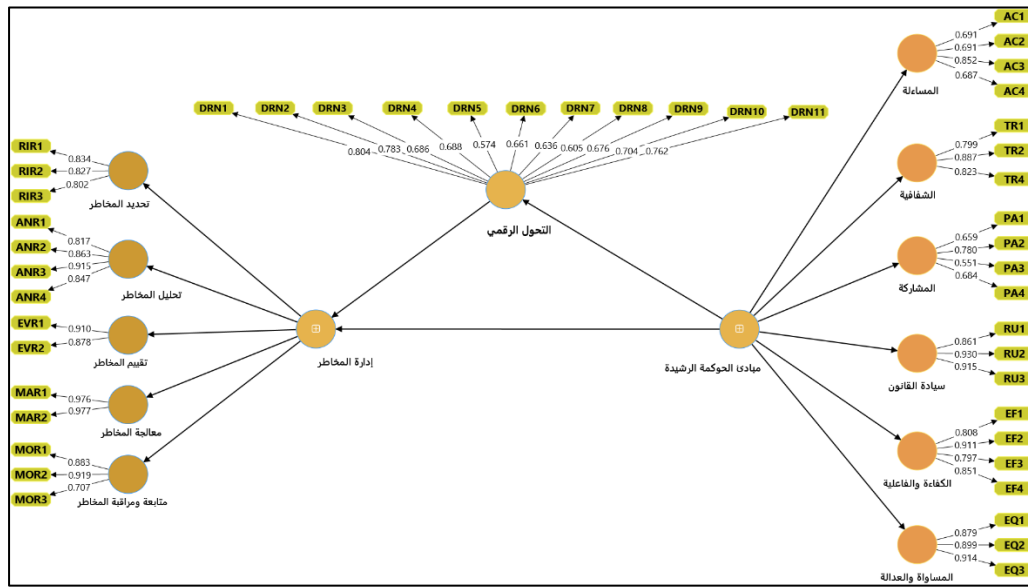 DRN1 DRN2 DRN3 DRN4 DRN5 DRN6 DRN7 DRN8 DRN9 DRN10 DRN11
0.804 0.783 0.686 0.688 0.574 0.661 0.636 0.605 0.676 0.704 0.762
التحول الرقمي
RIR1
0.834
RIR2
0.827
RIR3
0.802
تحديد المخاطر
ANR1
0.817
ANR2
0.863
ANR3
0.915
ANR4
0.847
تحليل المخاطر
EVR1
0.910
EVR2
0.878
تقييم المخاطر
MAR1
0.976
MAR2
0.977
معالجة المخاطر
MOR1
0.883
MOR2
0.919
MOR3
0.707
متابعة ومراقبة المخاطر
إدارة المخاطر
مبادئ الحوكمة الرشيدة
AC1
0.691
AC2
0.691
AC3
0.852
AC4
0.687
المساءلة
TR1
0.799
TR2
0.887
TR4
0.823
الشفافية
PA1
0.659
PA2
0.780
PA3
0.551
PA4
0.684
المشاركة
RU1
0.861
RU2
0.930
RU3
0.915
سيادة القانون
EF1
0.808
EF2
0.911
EF3
0.797
EF4
0.851
الكفاءة والفاعلية
EQ1
0.879
EQ2
0.899
EQ3
0.914
المساواة والعدالة